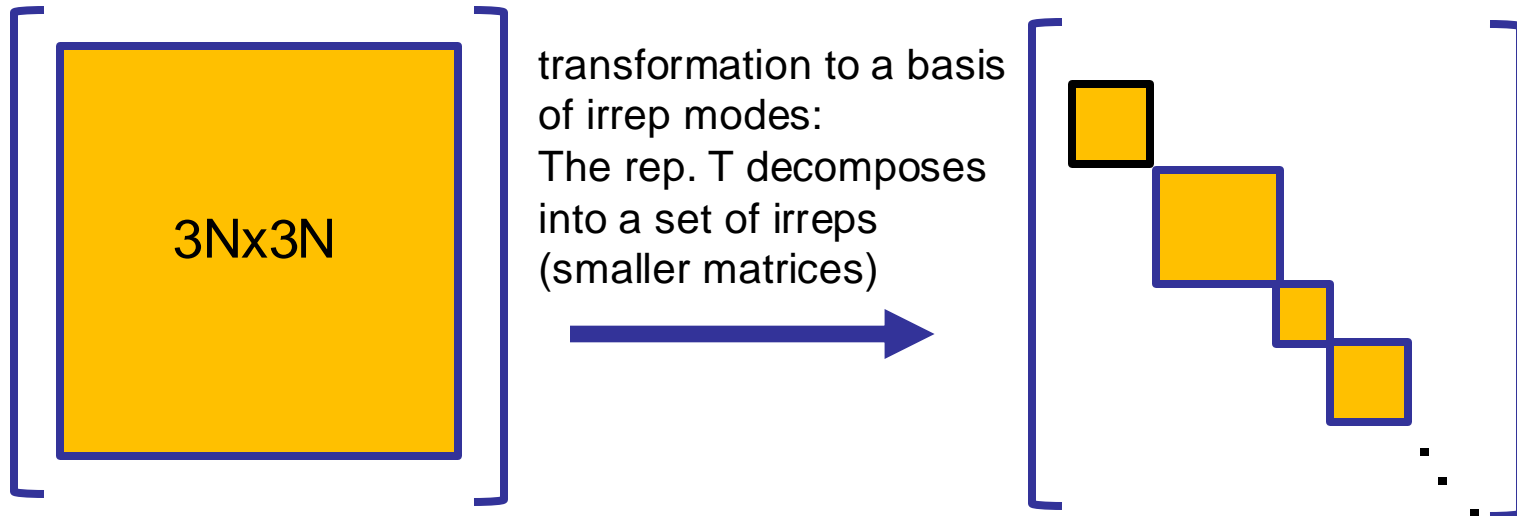 3Nx3N
transformation to a basis
of irrep modes:
The rep. T decomposes
into a set of irreps
(smaller matrices)